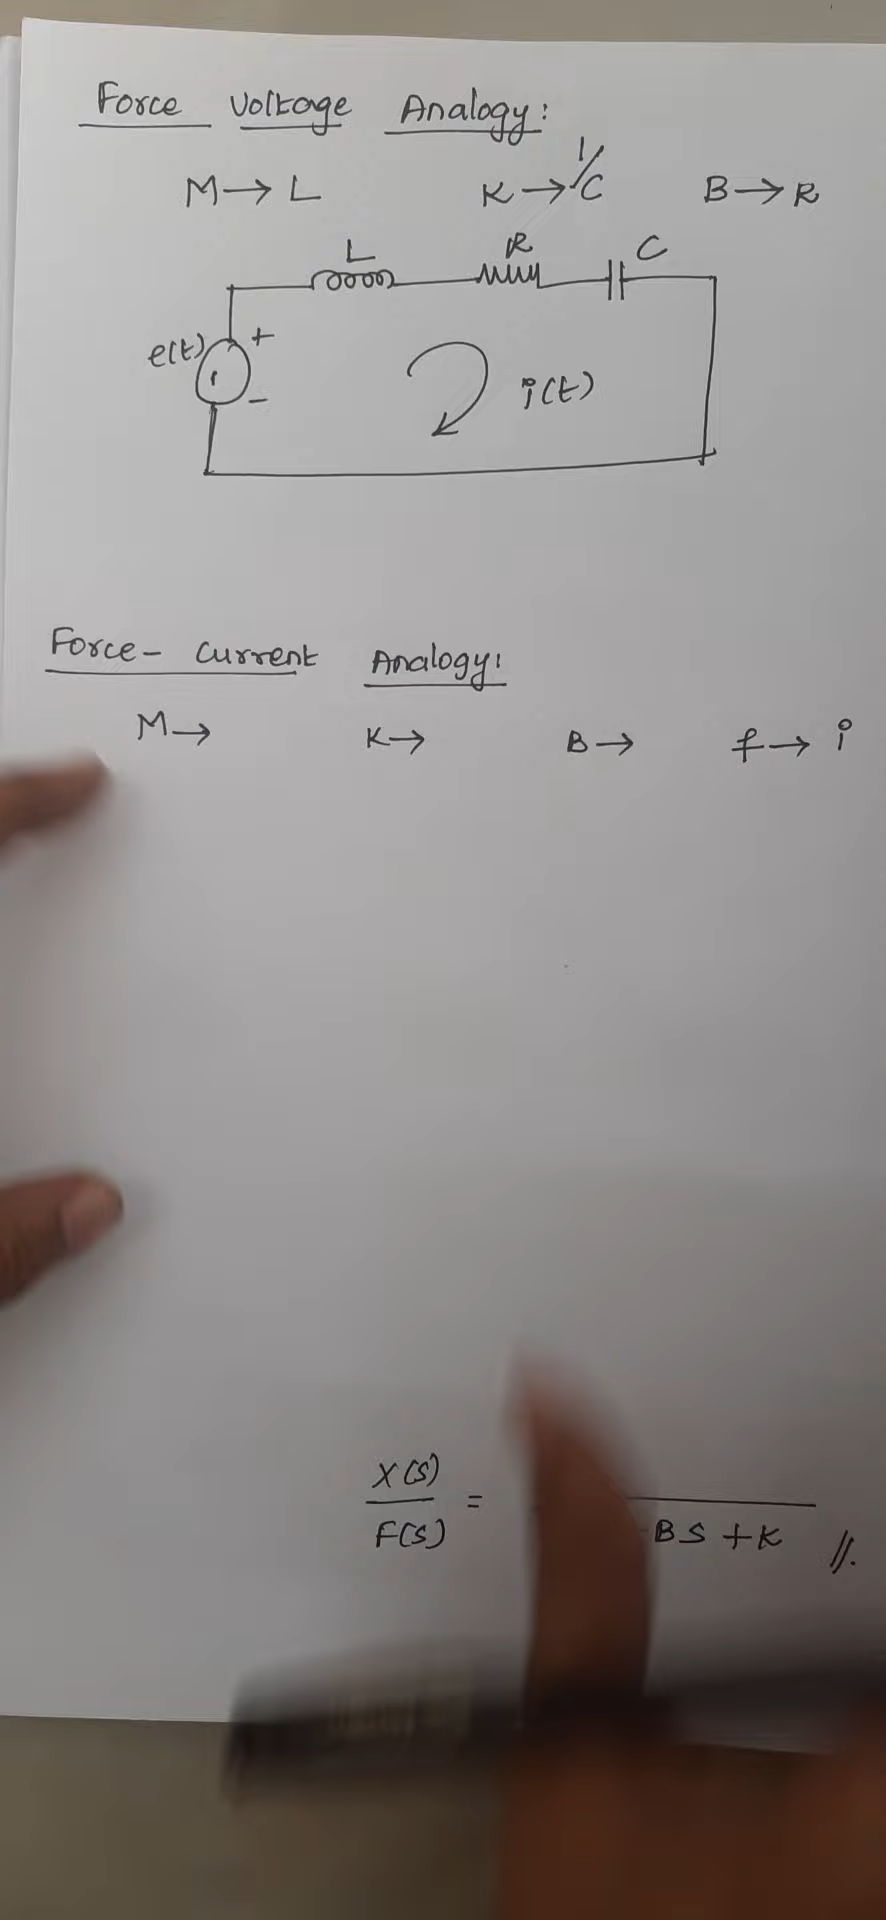 Force Voltage Analogy:
M→ L K→ 1/C B→ R
L R C
e(t) + -
i(t)
Force- Current Analogy:
M→ K→ B→ f→ i
X(S)
F(S)
=
BS + K //.